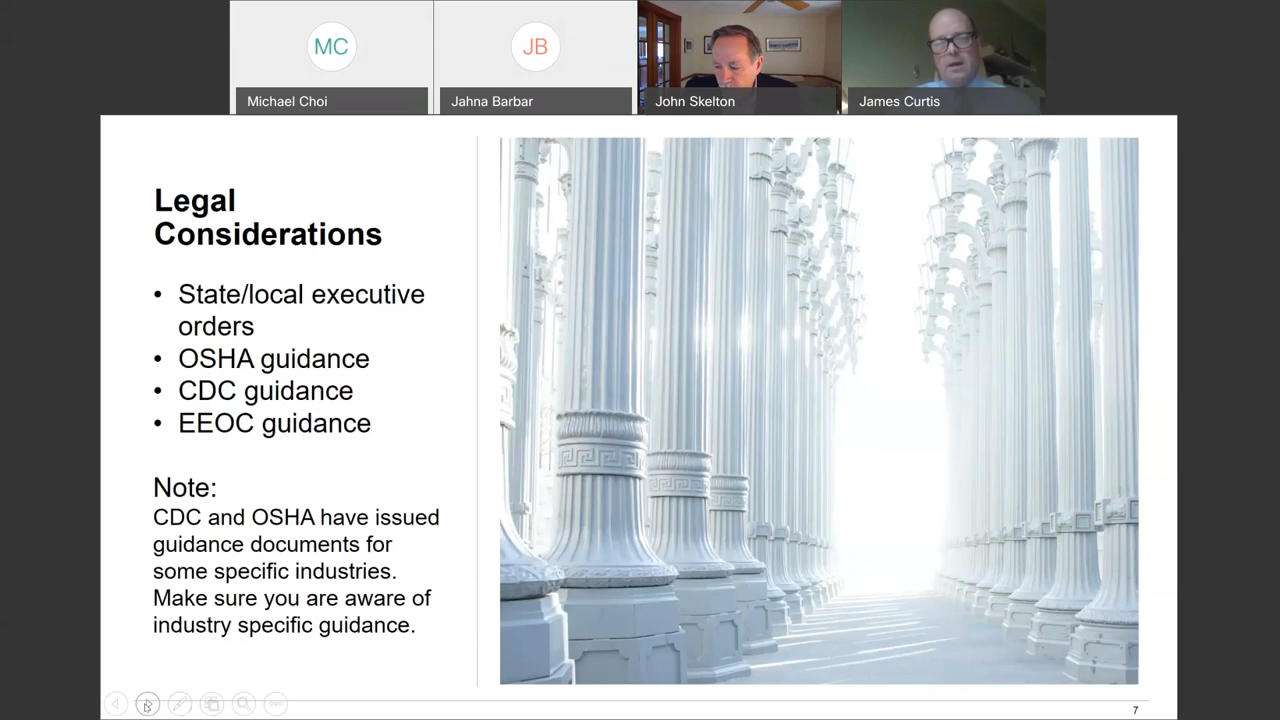 MC
JB
Michael Choi
Jahna Barbar
John Skelton
James Curtis
Legal
Considerations
• State/local executive
orders
• OSHA guidance
• CDC guidance
• EEOC guidance
Note:
CDC and OSHA have issued
guidance documents for
some specific industries.
Make sure you are aware of
industry specific guidance.
7